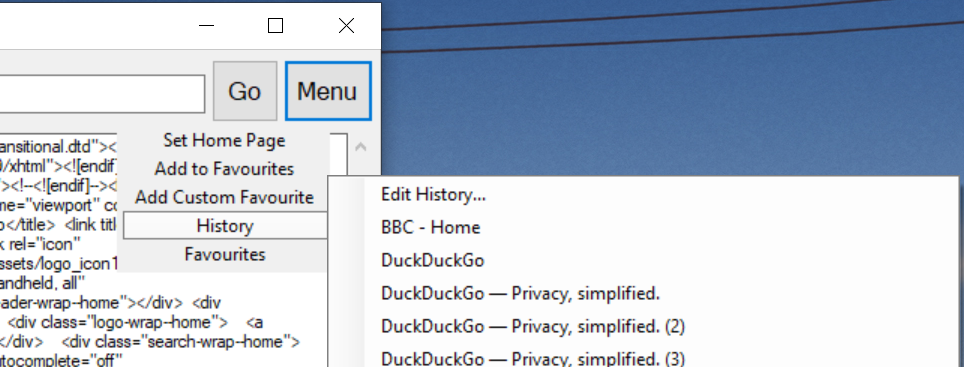 Go
Menu
ansitional.dtd"><
Set Home Page
)/xhtml"><![endif]
Add to Favourites
"><!--<![endif]--><
Add Custom Favourite
Edit History...
me="viewport" co
History
BBC - Home
o</title> <link titl
k rel="icon"
Favourites
DuckDuckGo
ssets/logo_icon1
andheld, all"
DuckDuckGo — Privacy, simplified.
ader-wrap--home"></div> <div
<div class="logo-wrap--home"> <a
DuckDuckGo — Privacy, simplified. (2)
</div> <div class="search-wrap--home">
utocomplete="off"
DuckDuckGo — Privacy, simplified. (3)